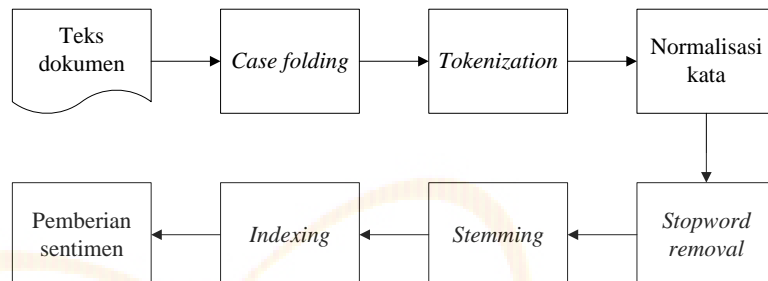 Teks
dokumen
Case folding
Tokenization
Normalisasi
kata
Stopword
removal
Stemming
Indexing
Pemberian
sentimen